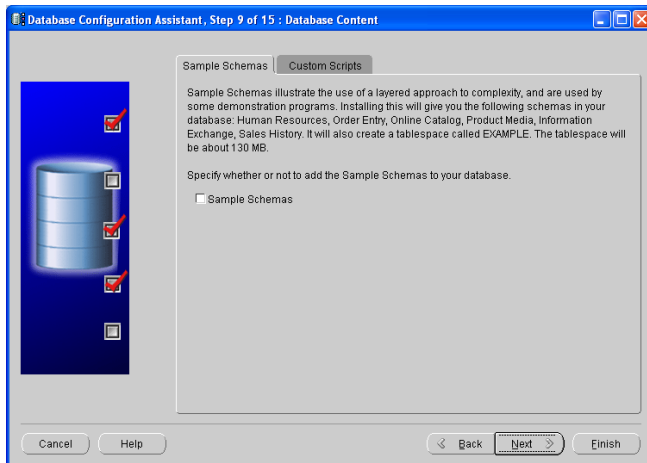 Database Configuration Assistant, Step 9 of 15 : Database Content
Sample Schemas
Custom Scripts
Sample Schemas illustrate the use of a layered approach to complexity, and are used by
some demonstration programs. Installing this will give you the following schemas in your
database: Human Resources, Order Entry, Online Catalog, Product Media, Information
Exchange, Sales History. It will also create a tablespace called EXAMPLE. The tablespace will
be about 130 MB.
Specify whether or not to add the Sample Schemas to your database.
Sample Schemas
Cancel
Help
Back
Next
Finish